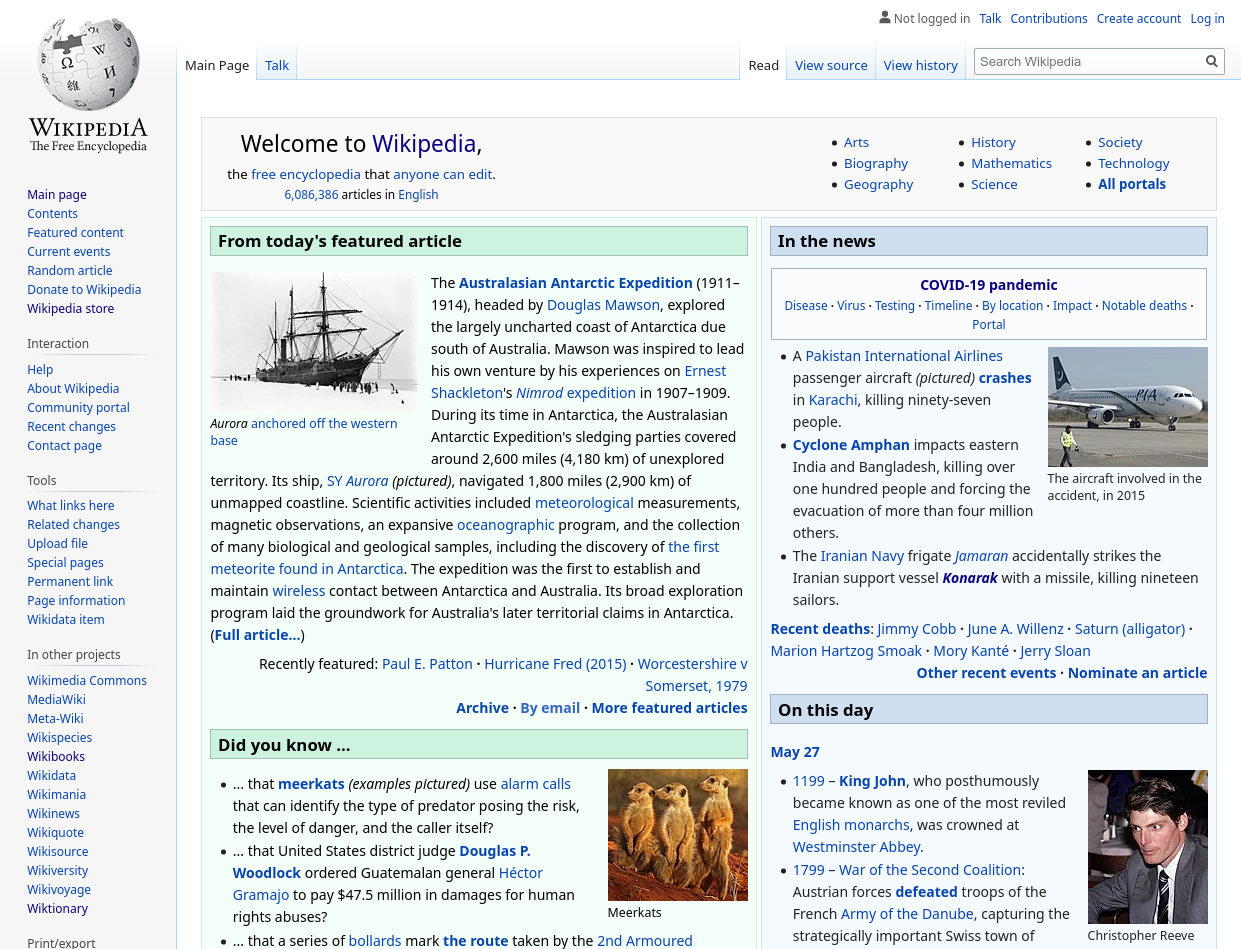 Not logged in Talk Contributions Create account Log in
Main Page Talk Read View source View history Search Wikipedia
WIKIPEDIA
The Free Encyclopedia
Main page
Contents
Featured content
Current events
Random article
Donate to Wikipedia
Wikipedia store
Interaction
Help
About Wikipedia
Community portal
Recent changes
Contact page
Tools
What links here
Related changes
Upload file
Special pages
Permanent link
Page information
Wikidata item
In other projects
Wikimedia Commons
MediaWiki
Meta-Wiki
Wikispecies
Wikibooks
Wikidata
Wikimania
Wikinews
Wikiquote
Wikisource
Wikiversity
Wikivoyage
Wiktionary
Print/export
Welcome to Wikipedia,
the free encyclopedia that anyone can edit.
6,086,386 articles in English
Arts
Biography
Geography
History
Mathematics
Science
Society
Technology
All portals
From today's featured article
Aurora anchored off the western
base
The Australasian Antarctic Expedition (1911–
1914), headed by Douglas Mawson, explored
the largely uncharted coast of Antarctica due
south of Australia. Mawson was inspired to lead
his own venture by his experiences on Ernest
Shackleton's Nimrod expedition in 1907–1909.
During its time in Antarctica, the Australasian
Antarctic Expedition's sledging parties covered
around 2,600 miles (4,180 km) of unexplored
territory. Its ship, SY Aurora (pictured), navigated 1,800 miles (2,900 km) of
unmapped coastline. Scientific activities included meteorological measurements,
magnetic observations, an expansive oceanographic program, and the collection
of many biological and geological samples, including the discovery of the first
meteorite found in Antarctica. The expedition was the first to establish and
maintain wireless contact between Antarctica and Australia. Its broad exploration
program laid the groundwork for Australia's later territorial claims in Antarctica.
(Full article...)
Recently featured: Paul E. Patton · Hurricane Fred (2015) · Worcestershire v
Somerset, 1979
Archive · By email · More featured articles
Did you know ...
... that meerkats (examples pictured) use alarm calls
that can identify the type of predator posing the risk,
the level of danger, and the caller itself?
... that United States district judge Douglas P.
Woodlock ordered Guatemalan general Héctor
Gramajo to pay $47.5 million in damages for human
rights abuses?
... that a series of bollards mark the route taken by the 2nd Armoured
Meerkats
In the news
COVID-19 pandemic
Disease · Virus · Testing · Timeline · By location · Impact · Notable deaths ·
Portal
A Pakistan International Airlines
passenger aircraft (pictured) crashes
in Karachi, killing ninety-seven
people.
Cyclone Amphan impacts eastern
India and Bangladesh, killing over
one hundred people and forcing the
evacuation of more than four million
others.
The Iranian Navy frigate Jamaran accidentally strikes the
Iranian support vessel Konarak with a missile, killing nineteen
sailors.
PIA
The aircraft involved in the
accident, in 2015
Recent deaths: Jimmy Cobb · June A. Willenz · Saturn (alligator) ·
Marion Hartzog Smoak · Mory Kanté · Jerry Sloan
Other recent events · Nominate an article
On this day
May 27
1199 – King John, who posthumously
became known as one of the most reviled
English monarchs, was crowned at
Westminster Abbey.
1799 – War of the Second Coalition:
Austrian forces defeated troops of the
French Army of the Danube, capturing the
strategically important Swiss town of
Christopher Reeve